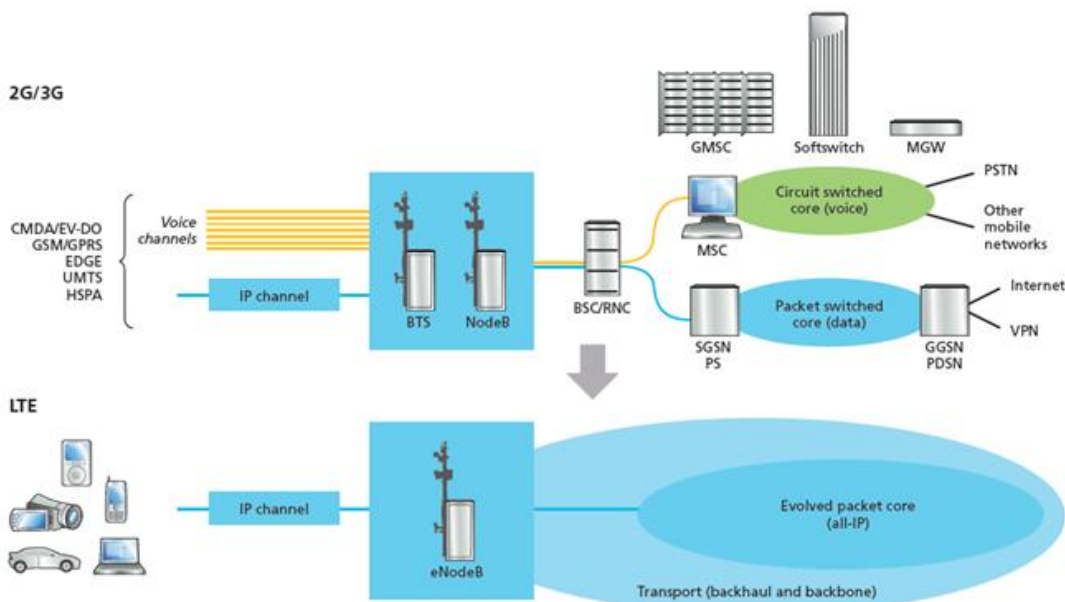 2G/3G
GMSC
Softswitch
MGW
CMDA/EV-DO
GSM/GPRS
EDGE
UMTS
HSPA
Voice
channels
IP channel
BTS
NodeB
BSC/RNC
MSC
Circuit switched
core (voice)
PSTN
Other
mobile
networks
SGSN
PS
Packet switched
core (data)
GGSN
PDSN
Internet
VPN
LTE
IP channel
eNodeB
Evolved packet core
(all-IP)
Transport (backhaul and backbone)